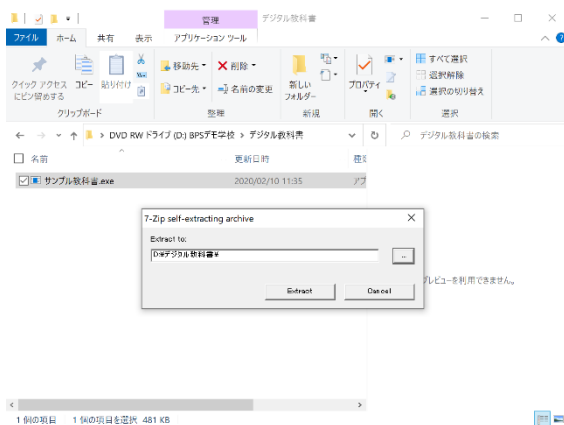 管理
デジタル教科書
ファイル ホーム 共有 表示 アプリケーション ツール
クイック アクセス
にピン留めする
コピー
貼り付け
移動先
コピー先
削除
名前の変更
新しい
フォルダー
プロパティ
すべて選択
選択解除
選択の切り替え
クリップボード 整理 新規 開く 選択
DVD RW ドライブ (D:) BPSデモ学校 › デジタル教科書
デジタル教科書の検索
名前 更新日時
サンプル教科書.exe 2020/02/10 11:35 アプ
7-Zip self-extracting archive
Extract to:
D:¥デジタル教科書¥
...
Extract Cancel
プレビューを利用できません。
1 個の項目 1 個の項目を選択 481 KB